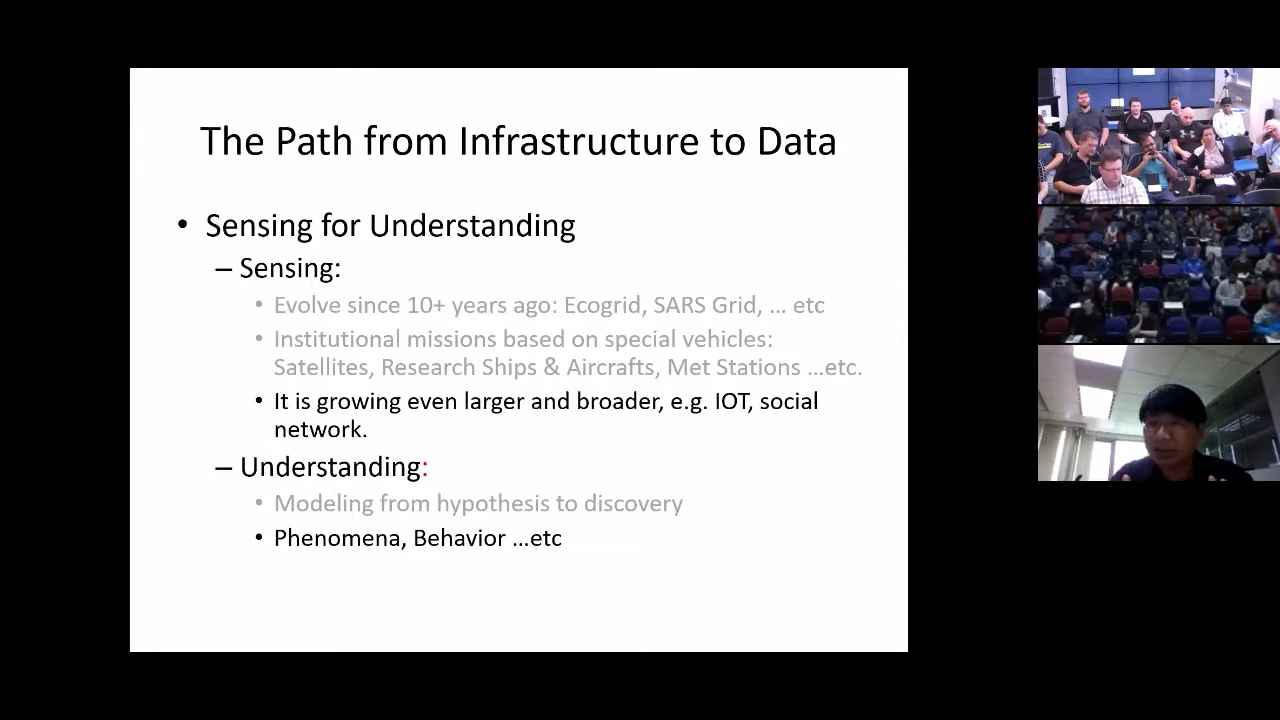 The Path from Infrastructure to Data
• Sensing for Understanding
– Sensing:
• Evolve since 10+ years ago: Ecogrid, SARS Grid, … etc
• Institutional missions based on special vehicles:
Satellites, Research Ships & Aircrafts, Met Stations …etc.
• It is growing even larger and broader, e.g. IOT, social
network.
– Understanding:
• Modeling from hypothesis to discovery
• Phenomena, Behavior …etc